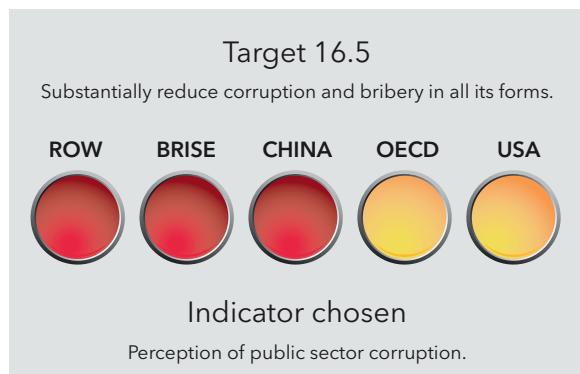 Target 16.5
Substantially reduce corruption and bribery in all its forms.
ROW BRISE CHINA OECD USA
Indicator chosen
Perception of public sector corruption.